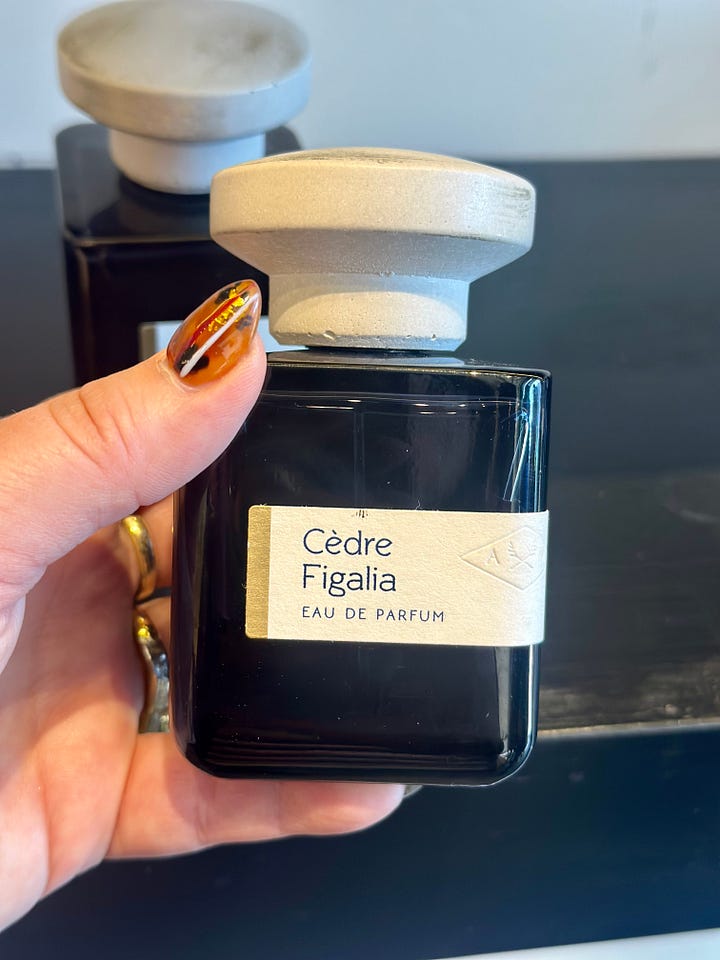 Cèdre
Figalia
EAU DE PARFUM
A